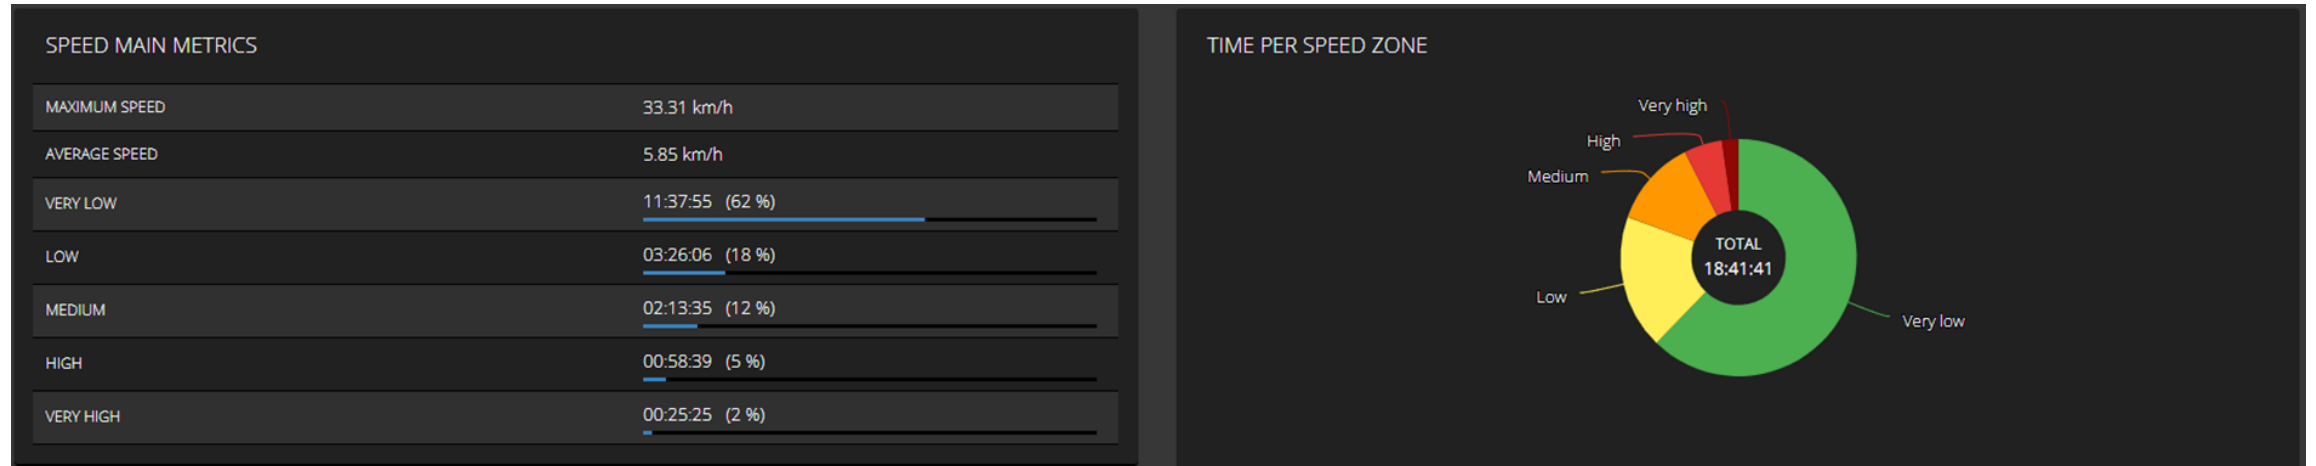 SPEED MAIN METRICS
MAXIMUM SPEED 33.31 km/h
AVERAGE SPEED 5.85 km/h
VERY LOW 11:37:55 (62 %)
LOW 03:26:06 (18 %)
MEDIUM 02:13:35 (12 %)
HIGH 00:58:39 (5 %)
VERY HIGH 00:25:25 (2 %)
TIME PER SPEED ZONE
Very high
High
Medium
Low
TOTAL
18:41:41
Very low